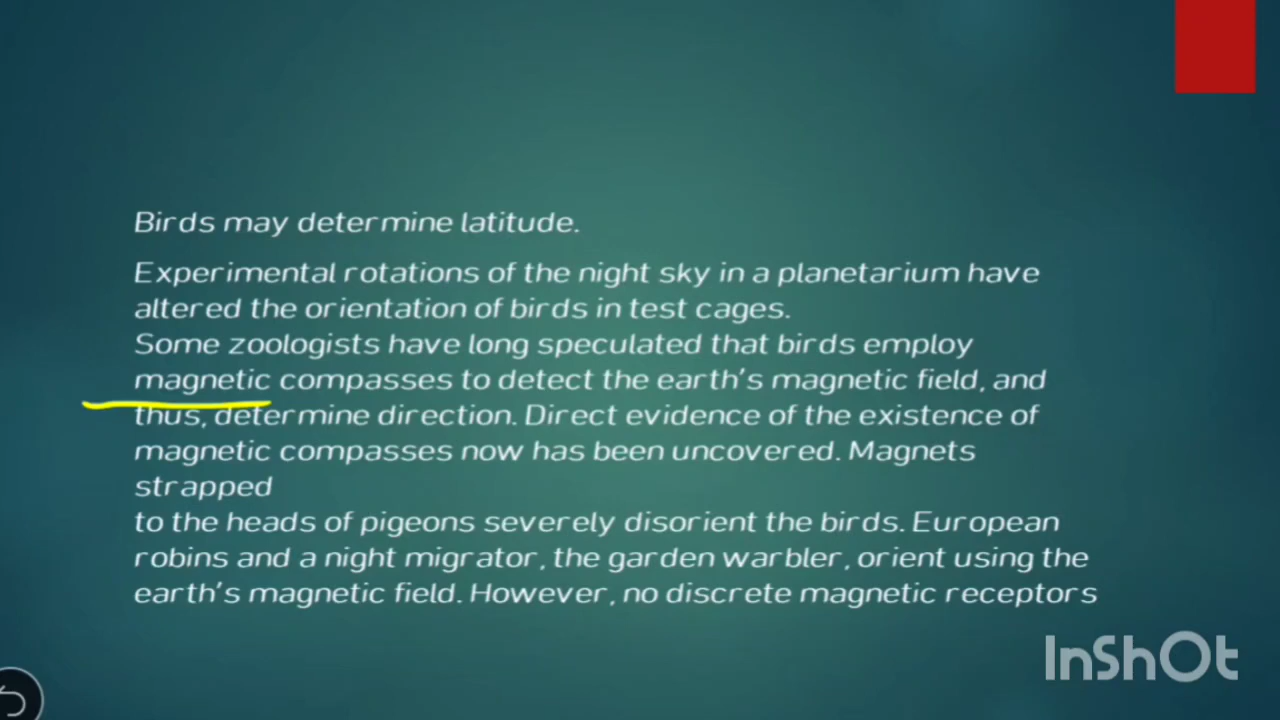 Birds may determine latitude.
Experimental rotations of the night sky in a planetarium have
altered the orientation of birds in test cages.
Some zoologists have long speculated that birds employ
magnetic compasses to detect the earth's magnetic field, and
thus, determine direction. Direct evidence of the existence of
magnetic compasses now has been uncovered. Magnets
strapped
to the heads of pigeons severely disorient the birds. European
robins and a night migrator, the garden warbler, orient using the
earth's magnetic field. However, no discrete magnetic receptors
InShOt